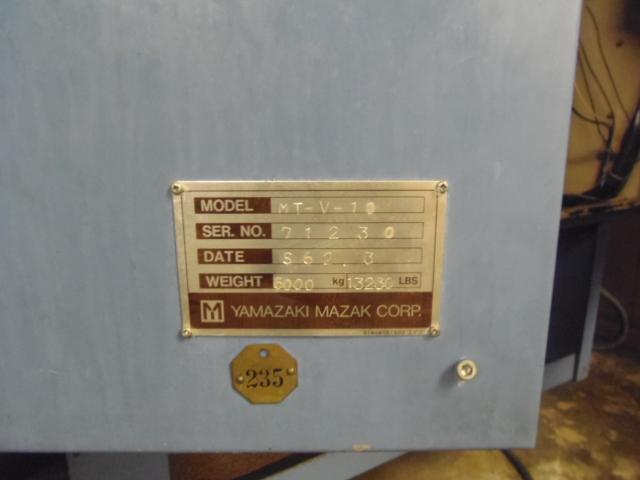 MODEL MT-V-10
SER. NO. 71230
DATE S62.3
WEIGHT 6000 kg 13230 LBS
M YAMAZAKI MAZAK CORP.
235